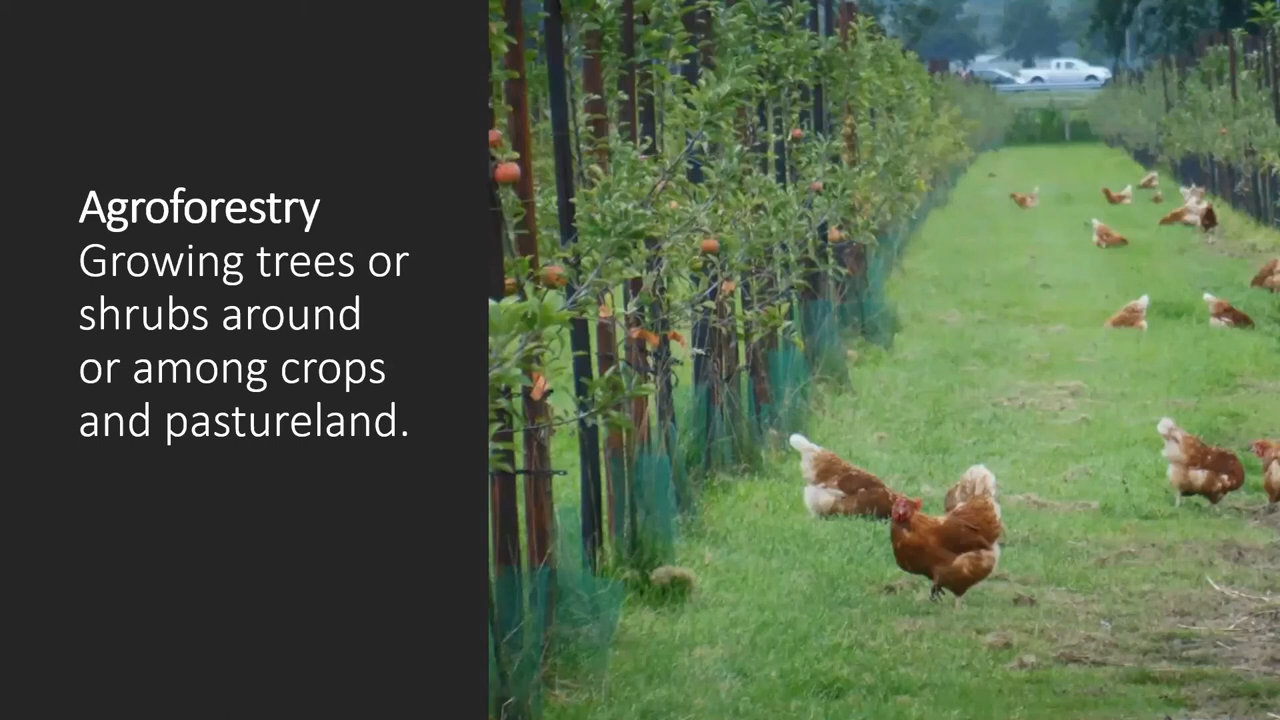 Agroforestry
Growing trees or
shrubs around
or among crops
and pastureland.